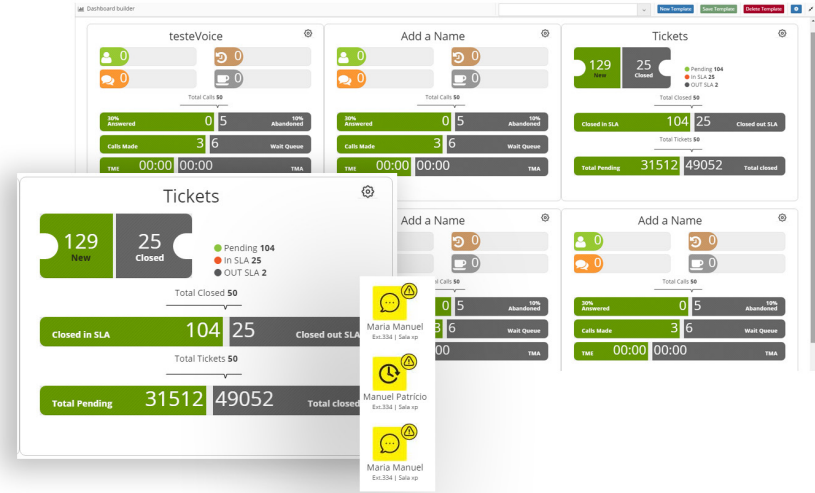 Dashboard builder
New Template Save Template Delete Template
testeVoice
0 0
0 0
Total Calls 50
30% Answered 0 5 10% Abandoned
Calls Made 3 6 Wait Queue
TME 00:00 00:00 TMA
Add a Name
0 0
0 0
Total Calls 50
30% Answered 0 5 10% Abandoned
Calls Made 3 6 Wait Queue
TME 00:00 00:00 TMA
Tickets
129 New
25 Closed
Pending 104
In SLA 25
OUT SLA 2
Total Closed 50
Closed in SLA 104 25 Closed out SLA
Total Tickets 50
Total Pending 31512 49052 Total closed
Tickets
129 New
25 Closed
Pending 104
In SLA 25
OUT SLA 2
Total Closed 50
Closed in SLA 104 25 Closed out SLA
Total Tickets 50
Total Pending 31512 49052 Total closed
Maria Manuel
Ext.334 | Sala xp
Manuel Patrício
Ext.334 | Sala xp
Maria Manuel
Ext.334 | Sala xp
Add a Name
0
0
Calls 50
0 5 10% Abandoned
3 6 Wait Queue
00 TMA
Add a Name
0 0
0 0
Total Calls 50
30% Answered 0 5 10% Abandoned
Calls Made 3 6 Wait Queue
TME 00:00 00:00 TMA